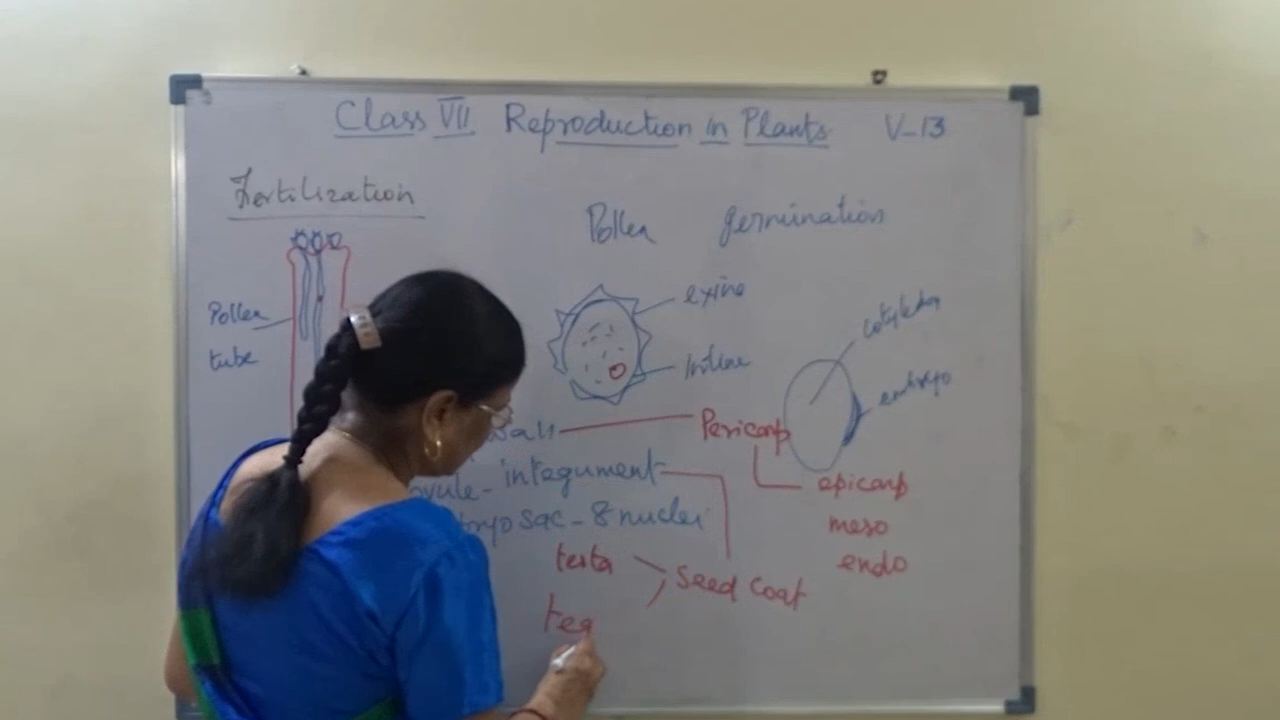 Class VII Reproduction in Plants V-13
Fertilization
Pollen germination
Pollen
tube
exine
Intine
cotyledon
embryo
Wall
Pericarp
ovule - integument
epicarp
sac - 8 nuclei
meso
endo
testa
Seed coat
teg